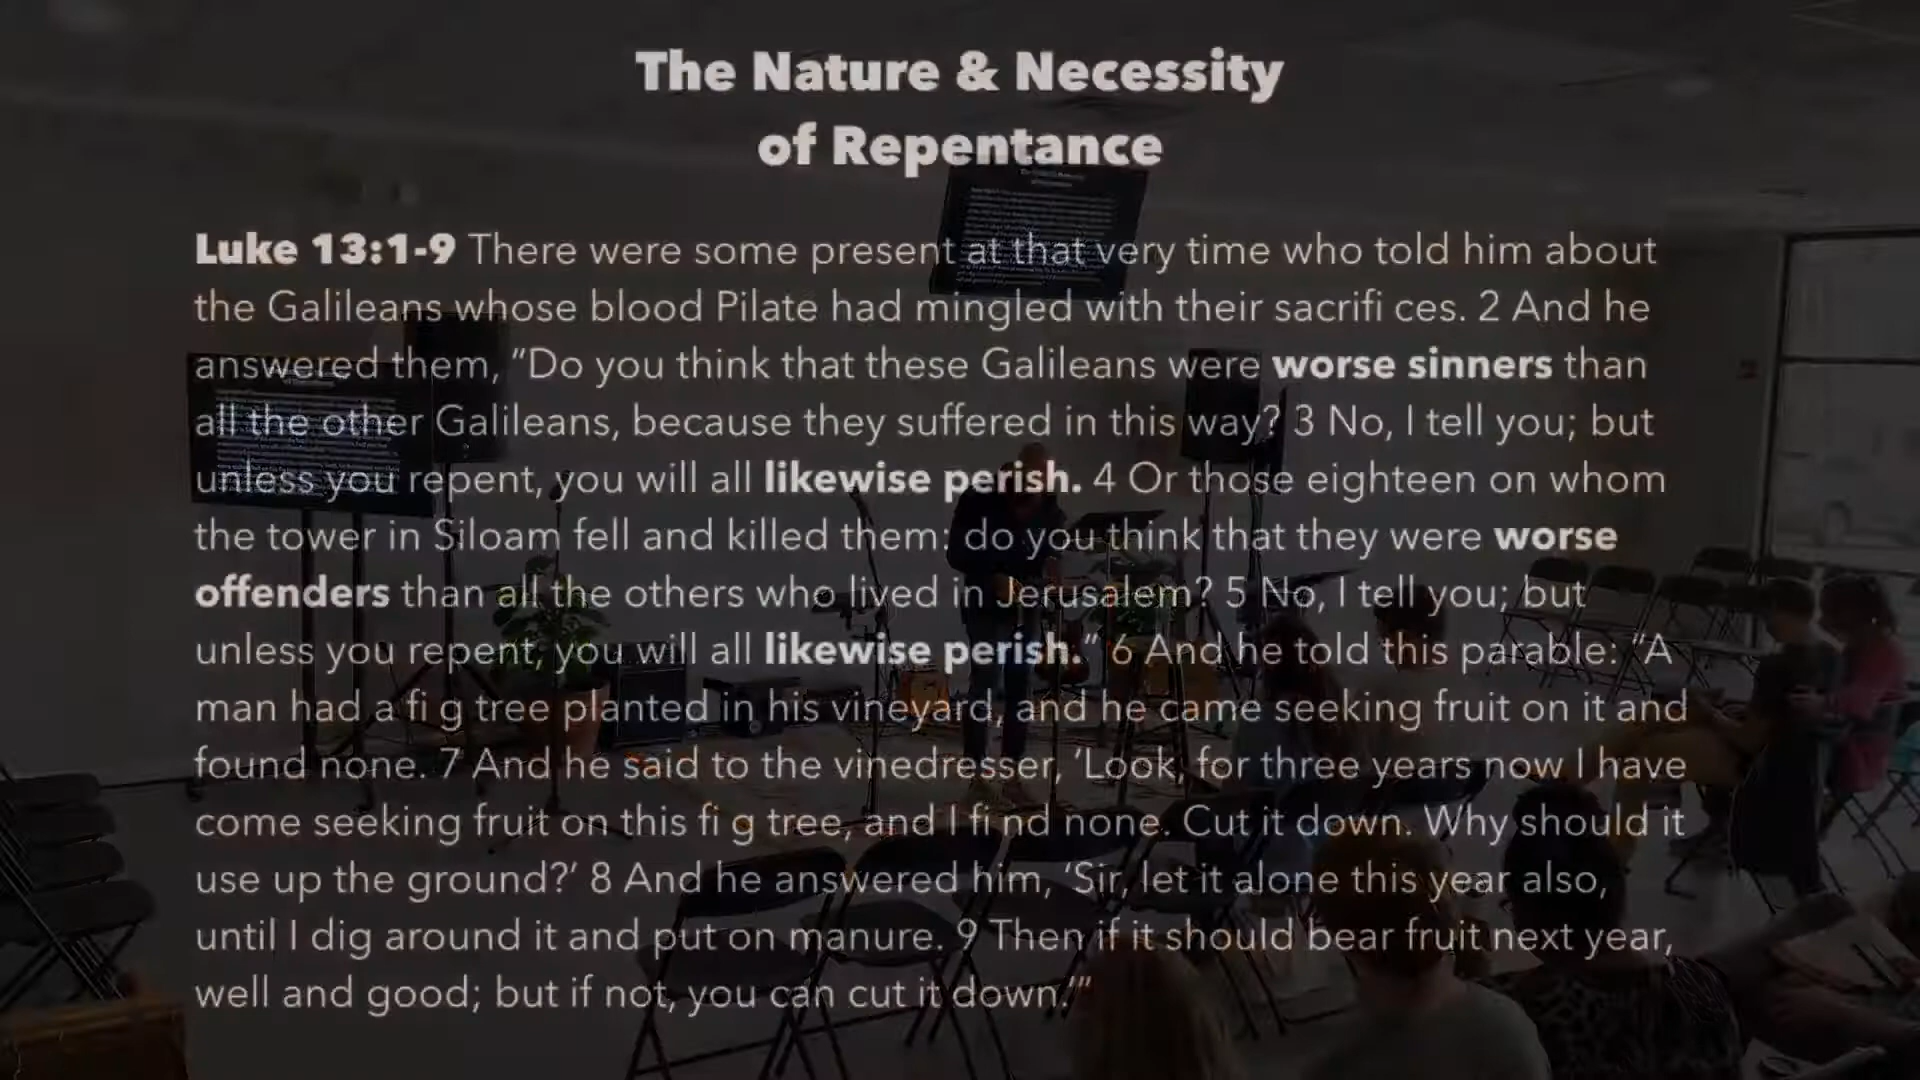 The Nature & Necessity
of Repentance
Luke 13:1-9 There were some present at that very time who told him about
the Galileans whose blood Pilate had mingled with their sacrifi ces. 2 And he
answered them, “Do you think that these Galileans were worse sinners than
all the other Galileans, because they suffered in this way? 3 No, I tell you; but
unless you repent, you will all likewise perish. 4 Or those eighteen on whom
the tower in Siloam fell and killed them: do you think that they were worse
offenders than all the others who lived in Jerusalem? 5 No, I tell you; but
unless you repent, you will all likewise perish.” 6 And he told this parable: “A
man had a fi g tree planted in his vineyard, and he came seeking fruit on it and
found none. 7 And he said to the vinedresser, ‘Look, for three years now I have
come seeking fruit on this fi g tree, and I fi nd none. Cut it down. Why should it
use up the ground?’ 8 And he answered him, ‘Sir, let it alone this year also,
until I dig around it and put on manure. 9 Then if it should bear fruit next year,
well and good; but if not, you can cut it down.’”